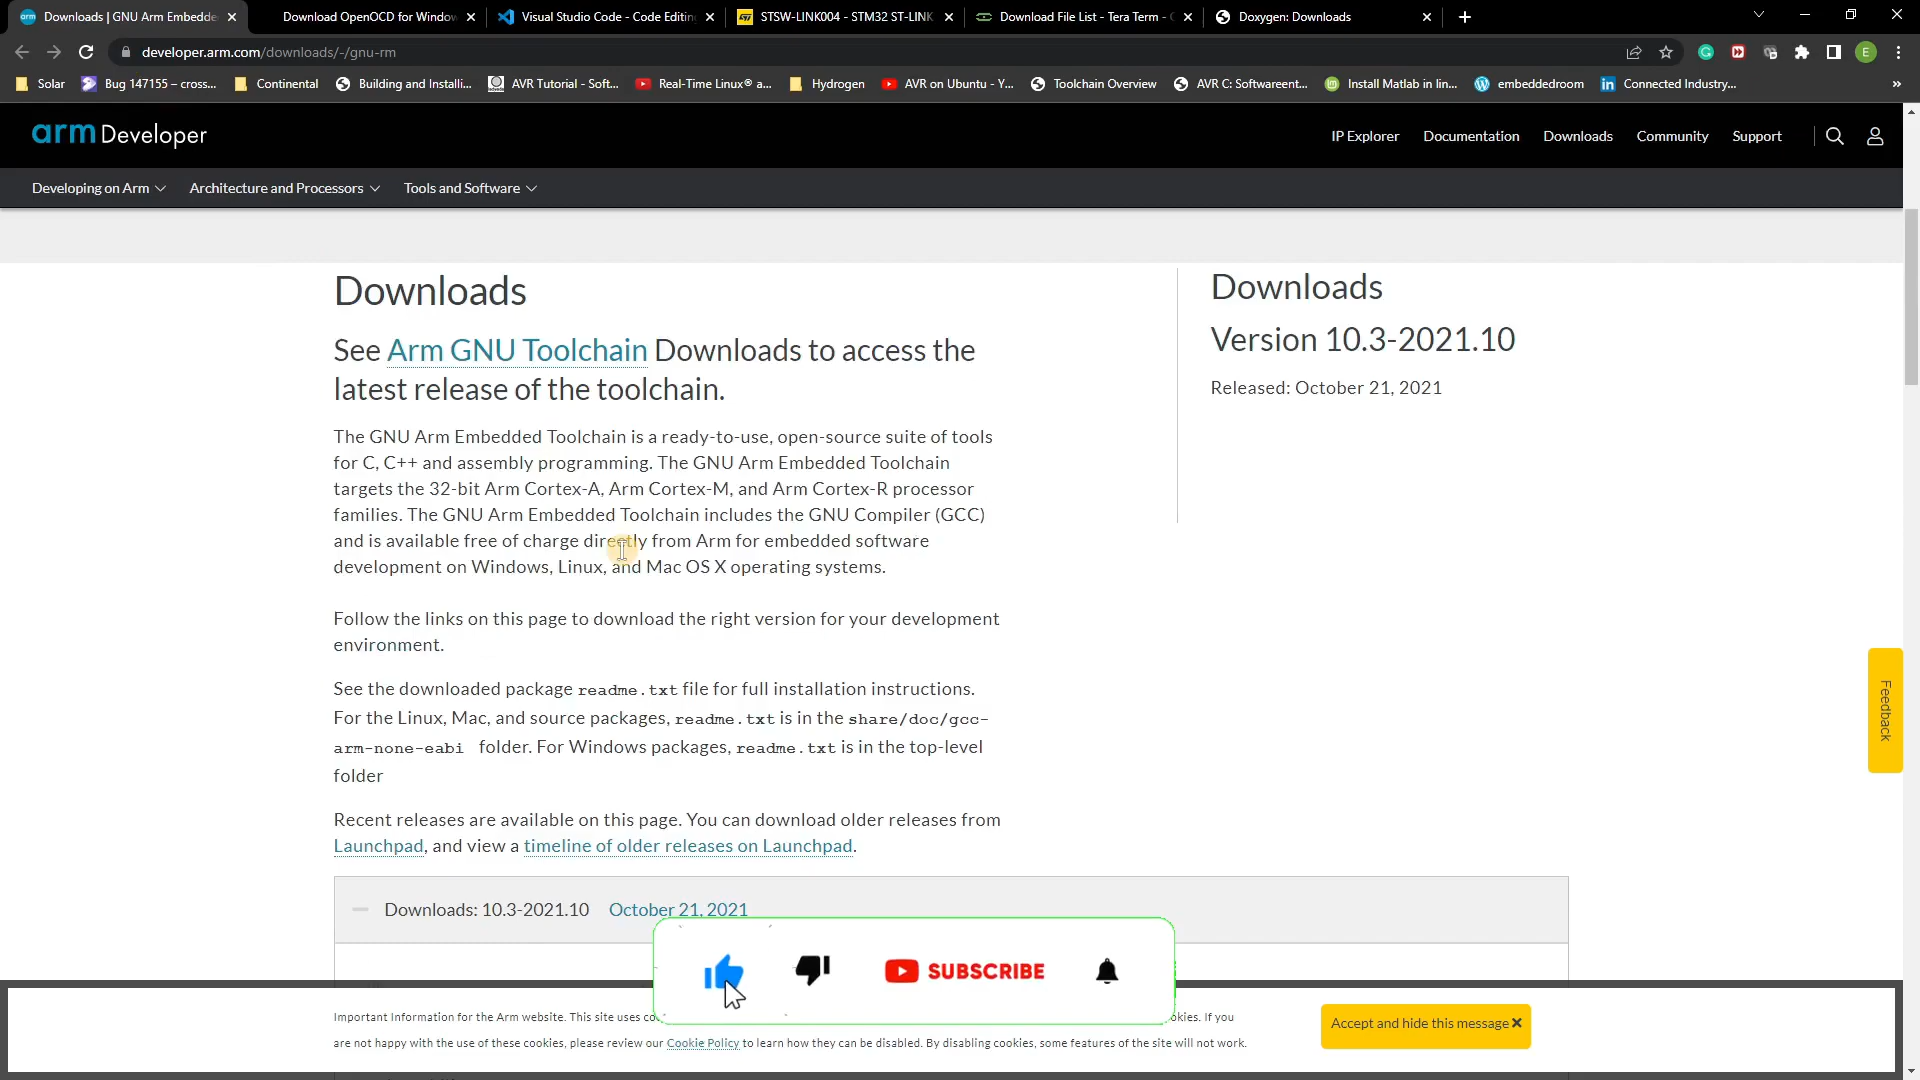 Downloads | GNU Arm Embedde
Download OpenOCD for Window
Visual Studio Code - Code Editin
STSW-LINK004 - STM32 ST-LINK
Download File List - Tera Term -
Doxygen: Downloads
developer.arm.com/downloads/-/gnu-rm
E
Solar
Bug 147155 – cross...
Continental
Building and Installi...
AVR Tutorial - Soft...
Real-Time Linux® a...
Hydrogen
AVR on Ubuntu - Y...
Toolchain Overview
AVR C: Softwareent...
Install Matlab in lin...
embeddedroom
Connected Industry...
arm Developer
IP Explorer
Documentation
Downloads
Community
Support
Developing on Arm
Architecture and Processors
Tools and Software
Downloads
See Arm GNU Toolchain Downloads to access the
latest release of the toolchain.
The GNU Arm Embedded Toolchain is a ready-to-use, open-source suite of tools
for C, C++ and assembly programming. The GNU Arm Embedded Toolchain
targets the 32-bit Arm Cortex-A, Arm Cortex-M, and Arm Cortex-R processor
families. The GNU Arm Embedded Toolchain includes the GNU Compiler (GCC)
and is available free of charge directly from Arm for embedded software
development on Windows, Linux, and Mac OS X operating systems.
Follow the links on this page to download the right version for your development
environment.
See the downloaded package readme.txt file for full installation instructions.
For the Linux, Mac, and source packages, readme.txt is in the share/doc/gcc-
arm-none-eabi folder. For Windows packages, readme.txt is in the top-level
folder
Recent releases are available on this page. You can download older releases from
Launchpad, and view a timeline of older releases on Launchpad.
Downloads
Version 10.3-2021.10
Released: October 21, 2021
Feedback
Downloads: 10.3-2021.10 October 21, 2021
SUBSCRIBE
Important Information for the Arm website. This site uses
If you
are not happy with the use of these cookies, please review our Cookie Policy to learn how they can be disabled. By disabling cookies, some features of the site will not work.
Accept and hide this message